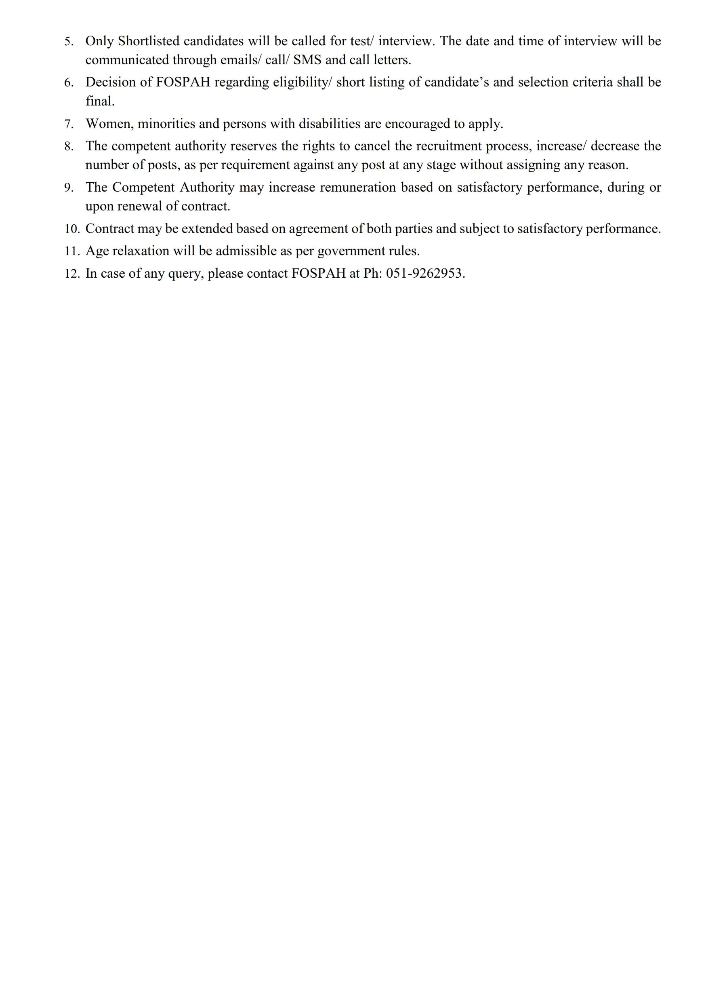 5. Only Shortlisted candidates will be called for test/ interview. The date and time of interview will be
communicated through emails/ call/ SMS and call letters.
6. Decision of FOSPAH regarding eligibility/ short listing of candidate’s and selection criteria shall be
final.
7. Women, minorities and persons with disabilities are encouraged to apply.
8. The competent authority reserves the rights to cancel the recruitment process, increase/ decrease the
number of posts, as per requirement against any post at any stage without assigning any reason.
9. The Competent Authority may increase remuneration based on satisfactory performance, during or
upon renewal of contract.
10. Contract may be extended based on agreement of both parties and subject to satisfactory performance.
11. Age relaxation will be admissible as per government rules.
12. In case of any query, please contact FOSPAH at Ph: 051-9262953.